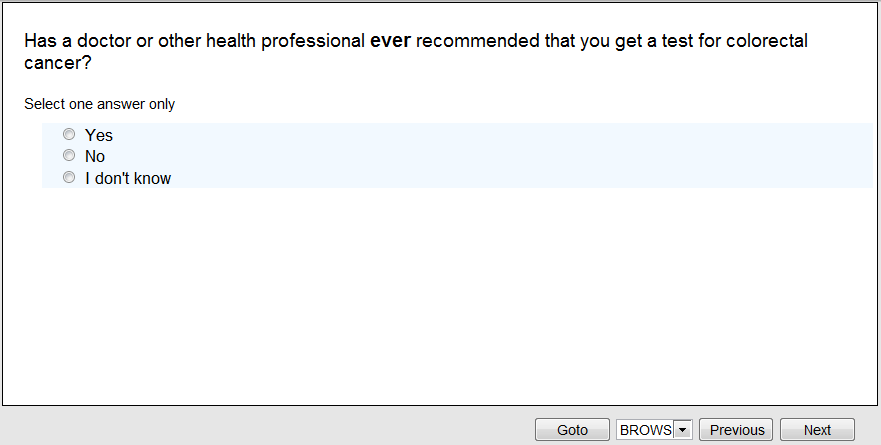 Has a doctor or other health professional ever recommended that you get a test for colorectal
cancer?
Select one answer only
Yes
No
I don't know
Goto BROWS Previous Next